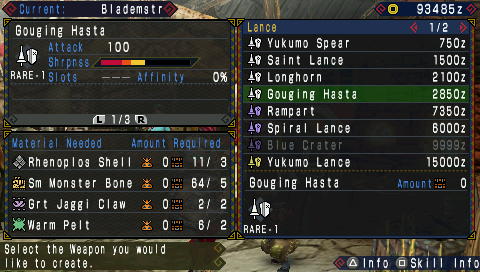 Current: Blademstr
93485z
Gouging Hasta
Attack 100
Shrpnss
RARE-1 Slots --- Affinity 0%
L 1/3 R
Material Needed Amount Required
Rhenoplos Shell 0 11/ 3
Sm Monster Bone 0 64/ 5
Grt Jaggi Claw 0 2/ 2
Warm Pelt 0 6/ 2
Select the Weapon you would
like to create.
Lance 1/2
Yukumo Spear 750z
Saint Lance 1500z
Longhorn 2100z
Gouging Hasta 2850z
Rampart 7350z
Spiral Lance 6000z
Blue Crater 9999z
Yukumo Lance 15000z
Gouging Hasta Amount 0
RARE-1
Info Skill Info